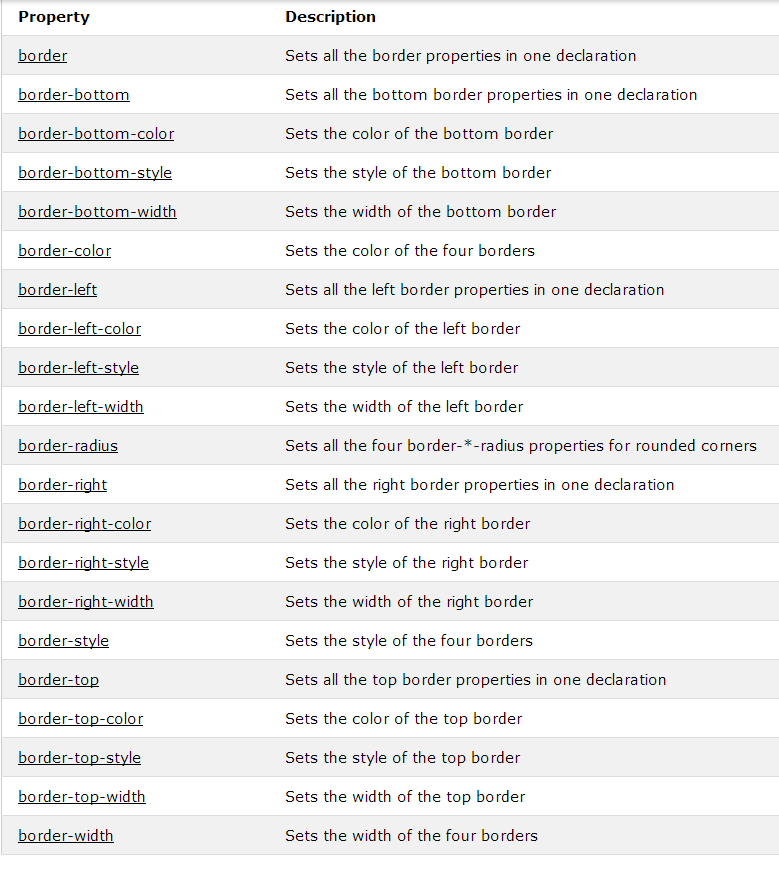 Property Description
border Sets all the border properties in one declaration
border-bottom Sets all the bottom border properties in one declaration
border-bottom-color Sets the color of the bottom border
border-bottom-style Sets the style of the bottom border
border-bottom-width Sets the width of the bottom border
border-color Sets the color of the four borders
border-left Sets all the left border properties in one declaration
border-left-color Sets the color of the left border
border-left-style Sets the style of the left border
border-left-width Sets the width of the left border
border-radius Sets all the four border-*-radius properties for rounded corners
border-right Sets all the right border properties in one declaration
border-right-color Sets the color of the right border
border-right-style Sets the style of the right border
border-right-width Sets the width of the right border
border-style Sets the style of the four borders
border-top Sets all the top border properties in one declaration
border-top-color Sets the color of the top border
border-top-style Sets the style of the top border
border-top-width Sets the width of the top border
border-width Sets the width of the four borders